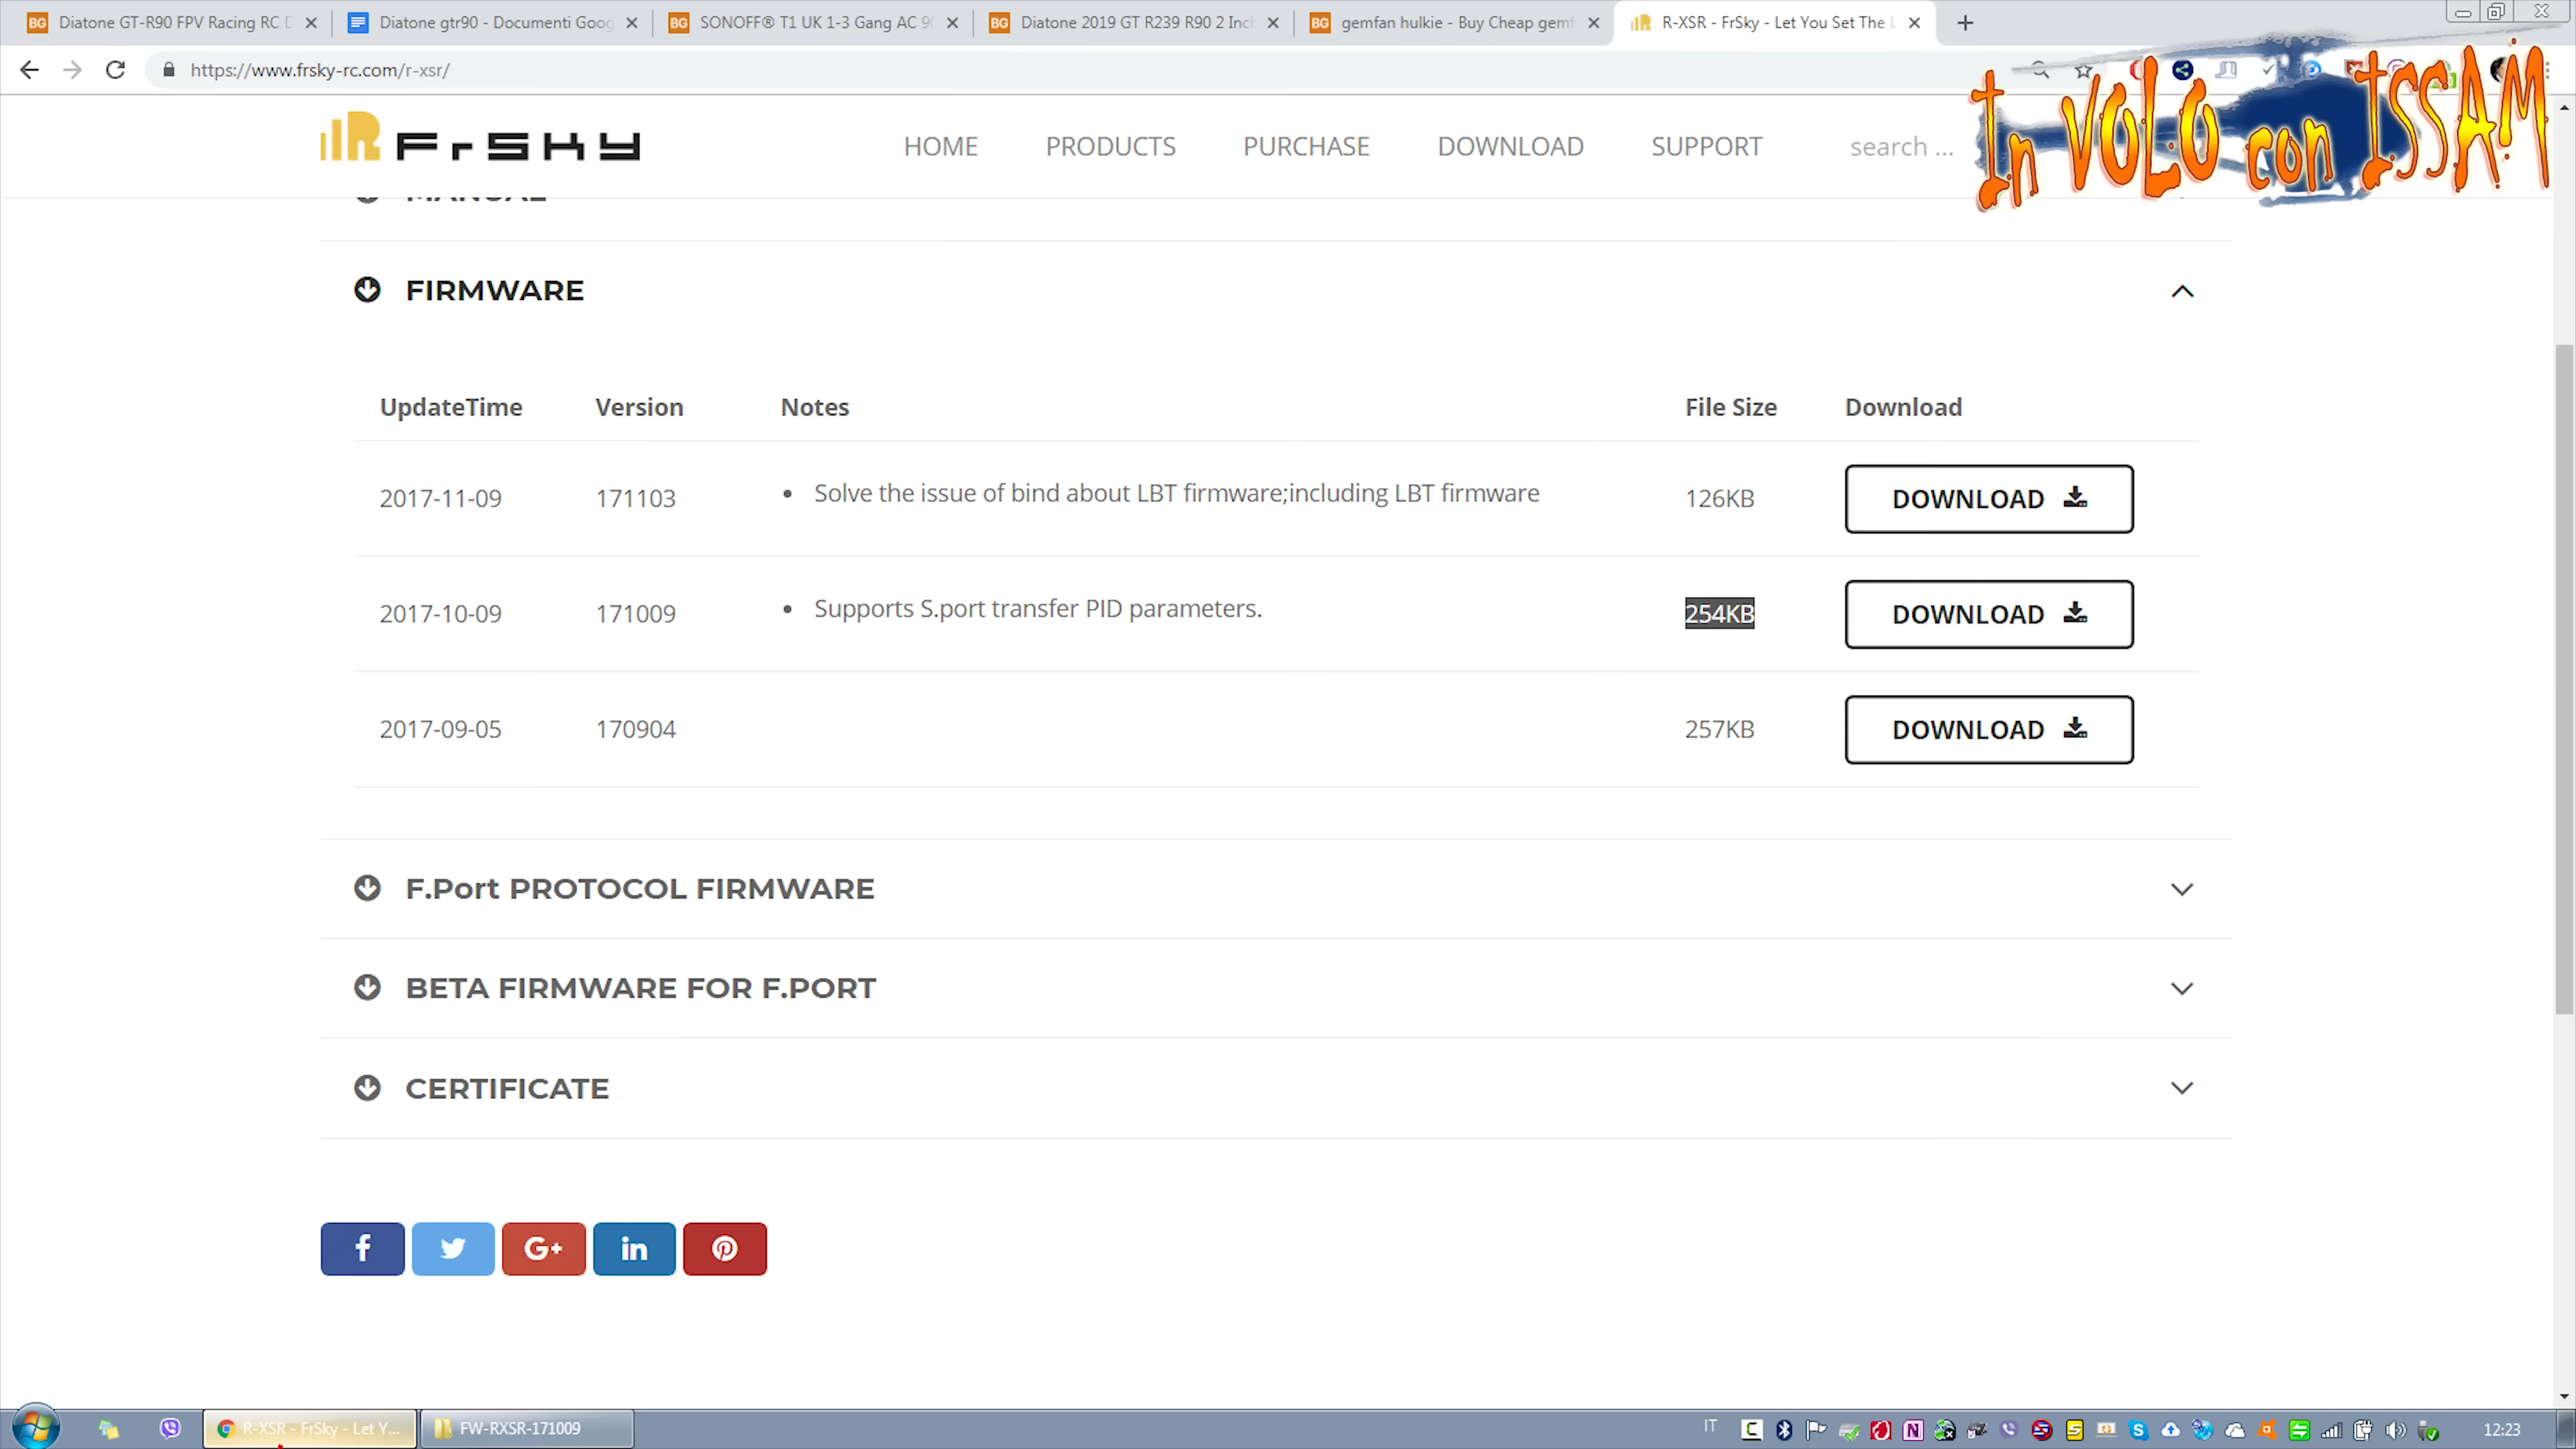 Diatone GT-R90 FPV Racing RC D
Diatone gtr90 - Documenti Goog
SONOFF® T1 UK 1-3 Gang AC 90
Diatone 2019 GT R239 R90 2 Inch
gemfan hulkie - Buy Cheap gemf
R-XSR - FrSky - Let You Set The L
https://www.frsky-rc.com/r-xsr/
In VOLO con ISSAM
FrSKY
HOME
PRODUCTS
PURCHASE
DOWNLOAD
SUPPORT
search ...
MANUAL
FIRMWARE
UpdateTime Version Notes File Size Download
2017-11-09 171103 • Solve the issue of bind about LBT firmware;including LBT firmware 126KB DOWNLOAD
2017-10-09 171009 • Supports S.port transfer PID parameters. 254KB DOWNLOAD
2017-09-05 170904 257KB DOWNLOAD
F.Port PROTOCOL FIRMWARE
BETA FIRMWARE FOR F.PORT
CERTIFICATE
R-XSR - FrSky - Let Y...
FW-RXSR-171009
IT
12:23